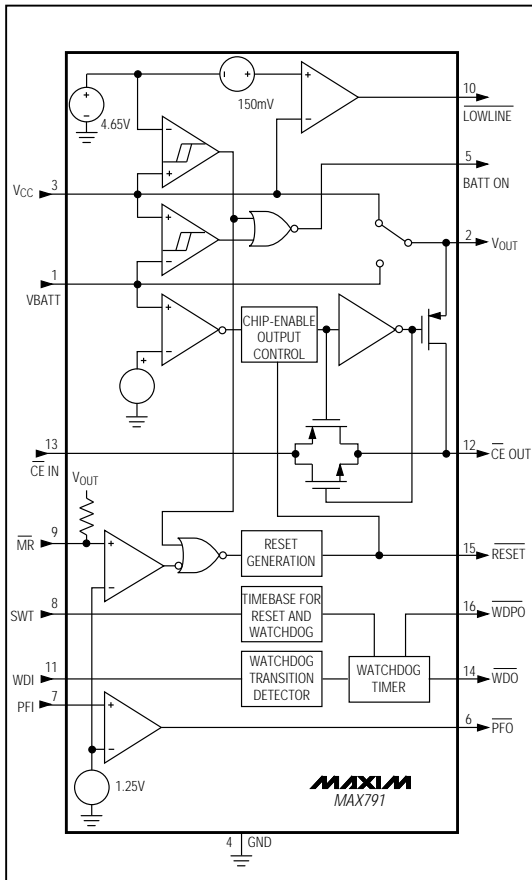 10
LOWLINE
150mV
4.65V
5
BATT ON
3
VCC
2
VOUT
1
VBATT
CHIP-ENABLE
OUTPUT
CONTROL
13
CE IN
12
CE OUT
VOUT
9
MR
RESET
GENERATION
15
RESET
8
SWT
TIMEBASE FOR
RESET AND
WATCHDOG
16
WDPO
11
WDI
WATCHDOG
TRANSITION
DETECTOR
WATCHDOG
TIMER
14
WDO
7
PFI
6
PFO
1.25V
MAXIM
MAX791
4 GND